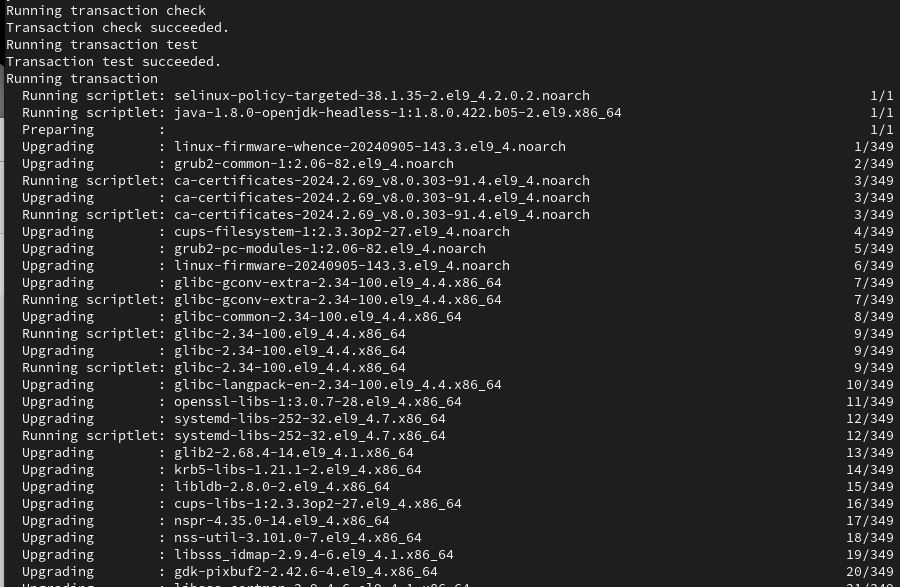 Running transaction check
Transaction check succeeded.
Running transaction test
Transaction test succeeded.
Running transaction
  Running scriptlet: selinux-policy-targeted-38.1.35-2.el9_4.2.0.2.noarch 1/1
  Running scriptlet: java-1.8.0-openjdk-headless-1:1.8.0.422.b05-2.el9.x86_64 1/1
  Preparing        : 1/1
  Upgrading        : linux-firmware-whence-20240905-143.3.el9_4.noarch 1/349
  Upgrading        : grub2-common-1:2.06-82.el9_4.noarch 2/349
  Running scriptlet: ca-certificates-2024.2.69_v8.0.303-91.4.el9_4.noarch 3/349
  Upgrading        : ca-certificates-2024.2.69_v8.0.303-91.4.el9_4.noarch 3/349
  Running scriptlet: ca-certificates-2024.2.69_v8.0.303-91.4.el9_4.noarch 3/349
  Upgrading        : cups-filesystem-1:2.3.3op2-27.el9_4.noarch 4/349
  Upgrading        : grub2-pc-modules-1:2.06-82.el9_4.noarch 5/349
  Upgrading        : linux-firmware-20240905-143.3.el9_4.noarch 6/349
  Upgrading        : glibc-gconv-extra-2.34-100.el9_4.4.x86_64 7/349
  Running scriptlet: glibc-gconv-extra-2.34-100.el9_4.4.x86_64 7/349
  Upgrading        : glibc-common-2.34-100.el9_4.4.x86_64 8/349
  Running scriptlet: glibc-2.34-100.el9_4.4.x86_64 9/349
  Upgrading        : glibc-2.34-100.el9_4.4.x86_64 9/349
  Running scriptlet: glibc-2.34-100.el9_4.4.x86_64 9/349
  Upgrading        : glibc-langpack-en-2.34-100.el9_4.4.x86_64 10/349
  Upgrading        : openssl-libs-1:3.0.7-28.el9_4.x86_64 11/349
  Upgrading        : systemd-libs-252-32.el9_4.7.x86_64 12/349
  Running scriptlet: systemd-libs-252-32.el9_4.7.x86_64 12/349
  Upgrading        : glib2-2.68.4-14.el9_4.1.x86_64 13/349
  Upgrading        : krb5-libs-1.21.1-2.el9_4.x86_64 14/349
  Upgrading        : libldb-2.8.0-2.el9_4.x86_64 15/349
  Upgrading        : cups-libs-1:2.3.3op2-27.el9_4.x86_64 16/349
  Upgrading        : nspr-4.35.0-14.el9_4.x86_64 17/349
  Upgrading        : nss-util-3.101.0-7.el9_4.x86_64 18/349
  Upgrading        : libsss_idmap-2.9.4-6.el9_4.1.x86_64 19/349
  Upgrading        : gdk-pixbuf2-2.42.6-4.el9_4.x86_64 20/349